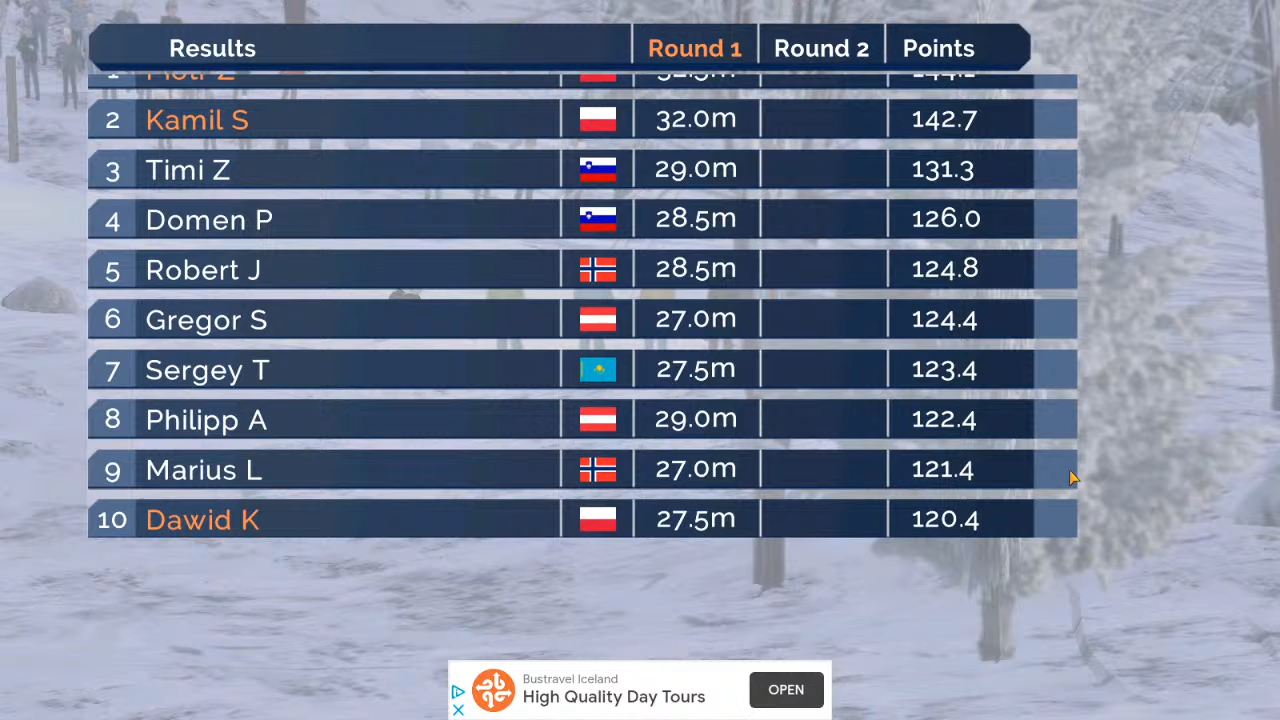 Results Round 1 Round 2 Points
1 Piotr Z
2 Kamil S 32.0m 142.7
3 Timi Z 29.0m 131.3
4 Domen P 28.5m 126.0
5 Robert J 28.5m 124.8
6 Gregor S 27.0m 124.4
7 Sergey T 27.5m 123.4
8 Philipp A 29.0m 122.4
9 Marius L 27.0m 121.4
10 Dawid K 27.5m 120.4
Bustravel Iceland
High Quality Day Tours
OPEN